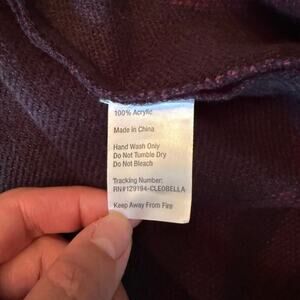 100% Acrylic
Made in China
Hand Wash Only
Do Not Tumble Dry
Do Not Bleach
Tracking Number:
RN#129194-CLEOBELLA
Keep Away From Fire